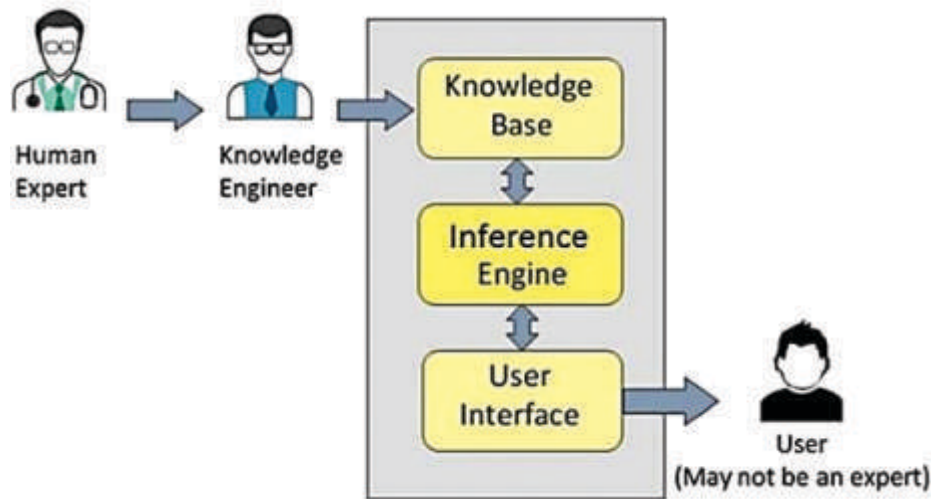 Human
Expert
Knowledge
Engineer
Knowledge
Base
Inference
Engine
User
Interface
User
(May not be an expert)